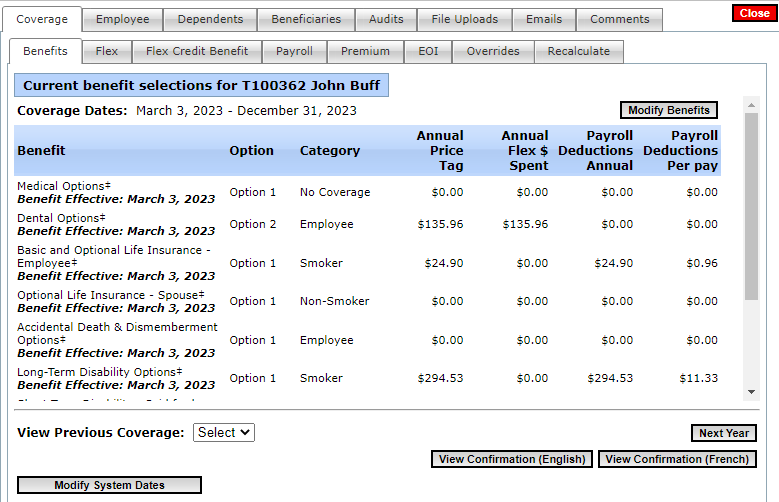 Close
Coverage Employee Dependents Beneficiaries Audits File Uploads Emails Comments
Benefits Flex Flex Credit Benefit Payroll Premium EOI Overrides Recalculate
Current benefit selections for T100362 John Buff
Coverage Dates: March 3, 2023 - December 31, 2023 Modify Benefits
Annual Annual Payroll Payroll
Benefit Option Category Price Flex $ Deductions Deductions
Tag Spent Annual Per pay
Medical Options‡
Benefit Effective: March 3, 2023 Option 1 No Coverage $0.00 $0.00 $0.00 $0.00
Dental Options‡
Benefit Effective: March 3, 2023 Option 2 Employee $135.96 $135.96 $0.00 $0.00
Basic and Optional Life Insurance -
Employee‡ Option 1 Smoker $24.90 $0.00 $24.90 $0.96
Benefit Effective: March 3, 2023
Optional Life Insurance - Spouse‡
Benefit Effective: March 3, 2023 Option 1 Non-Smoker $0.00 $0.00 $0.00 $0.00
Accidental Death & Dismemberment
Options‡ Option 1 Employee $0.00 $0.00 $0.00 $0.00
Benefit Effective: March 3, 2023
Long-Term Disability Options‡
Benefit Effective: March 3, 2023 Option 1 Smoker $294.53 $0.00 $294.53 $11.33
View Previous Coverage: Select Next Year
View Confirmation (English) View Confirmation (French)
Modify System Dates